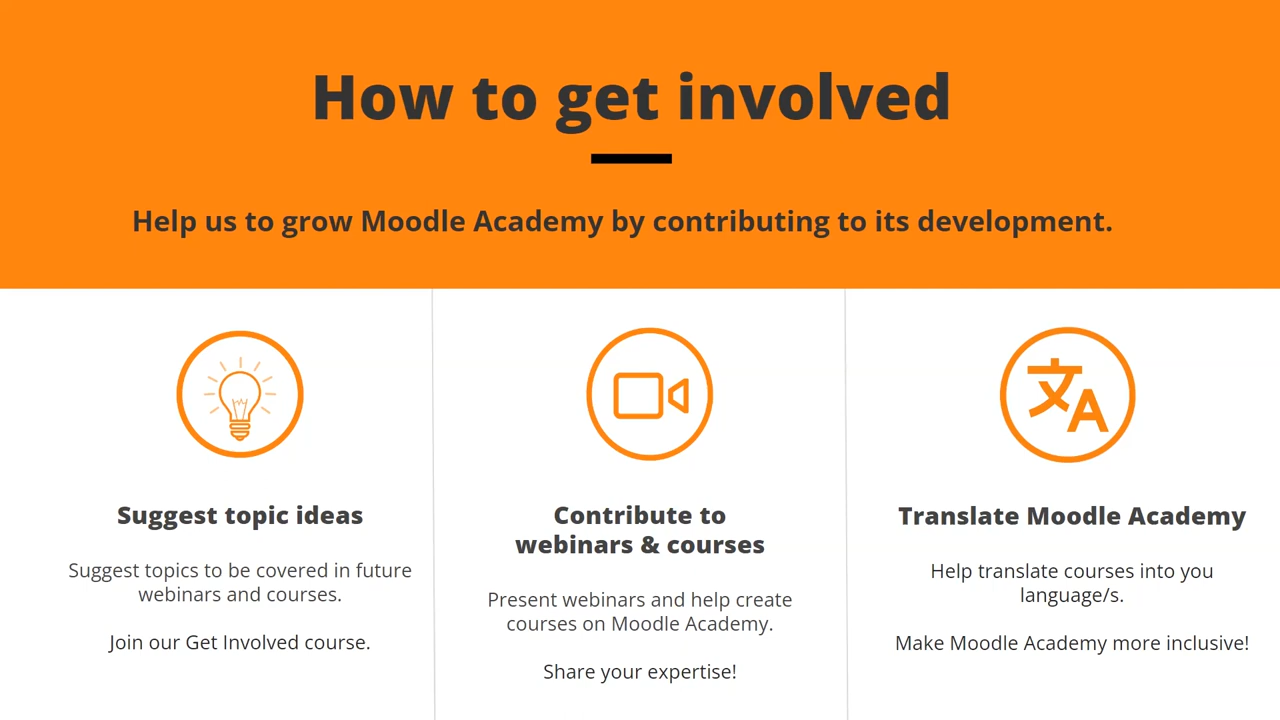 How to get involved
Help us to grow Moodle Academy by contributing to its development.
Suggest topic ideas
Suggest topics to be covered in future
webinars and courses.
Join our Get Involved course.
Contribute to
webinars & courses
Present webinars and help create
courses on Moodle Academy.
Share your expertise!
Translate Moodle Academy
Help translate courses into you
language/s.
Make Moodle Academy more inclusive!